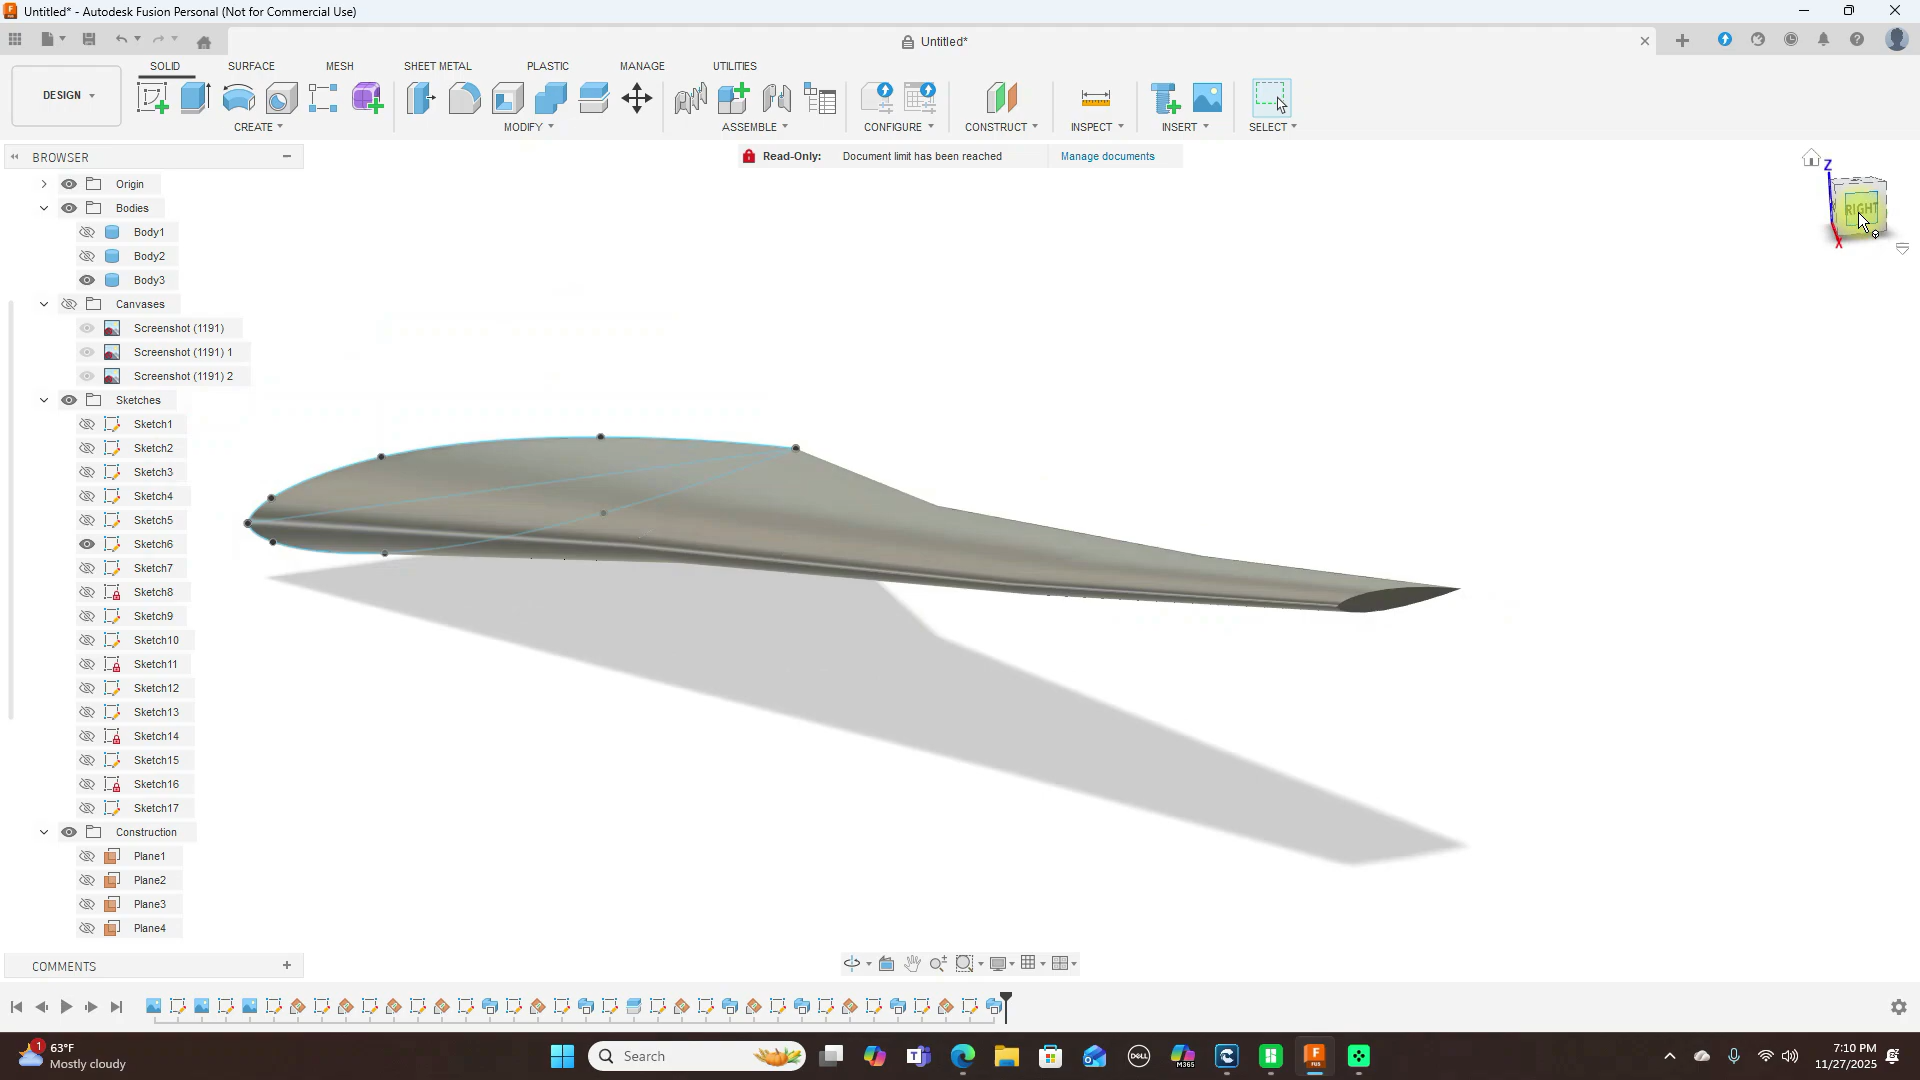 Untitled* - Autodesk Fusion Personal (Not for Commercial Use)
Untitled*
DESIGN
SOLID SURFACE MESH SHEET METAL PLASTIC MANAGE UTILITIES
CREATE MODIFY ASSEMBLE CONFIGURE CONSTRUCT INSPECT INSERT SELECT
BROWSER
Read-Only: Document limit has been reached Manage documents
Z
RIGHT
X
Origin
Bodies
Body1
Body2
Body3
Canvases
Screenshot (1191)
Screenshot (1191) 1
Screenshot (1191) 2
Sketches
Sketch1
Sketch2
Sketch3
Sketch4
Sketch5
Sketch6
Sketch7
Sketch8
Sketch9
Sketch10
Sketch11
Sketch12
Sketch13
Sketch14
Sketch15
Sketch16
Sketch17
Construction
Plane1
Plane2
Plane3
Plane4
COMMENTS
1
63°F
Mostly cloudy
Search
DELL
M365
FUS
7:10 PM
11/27/2025